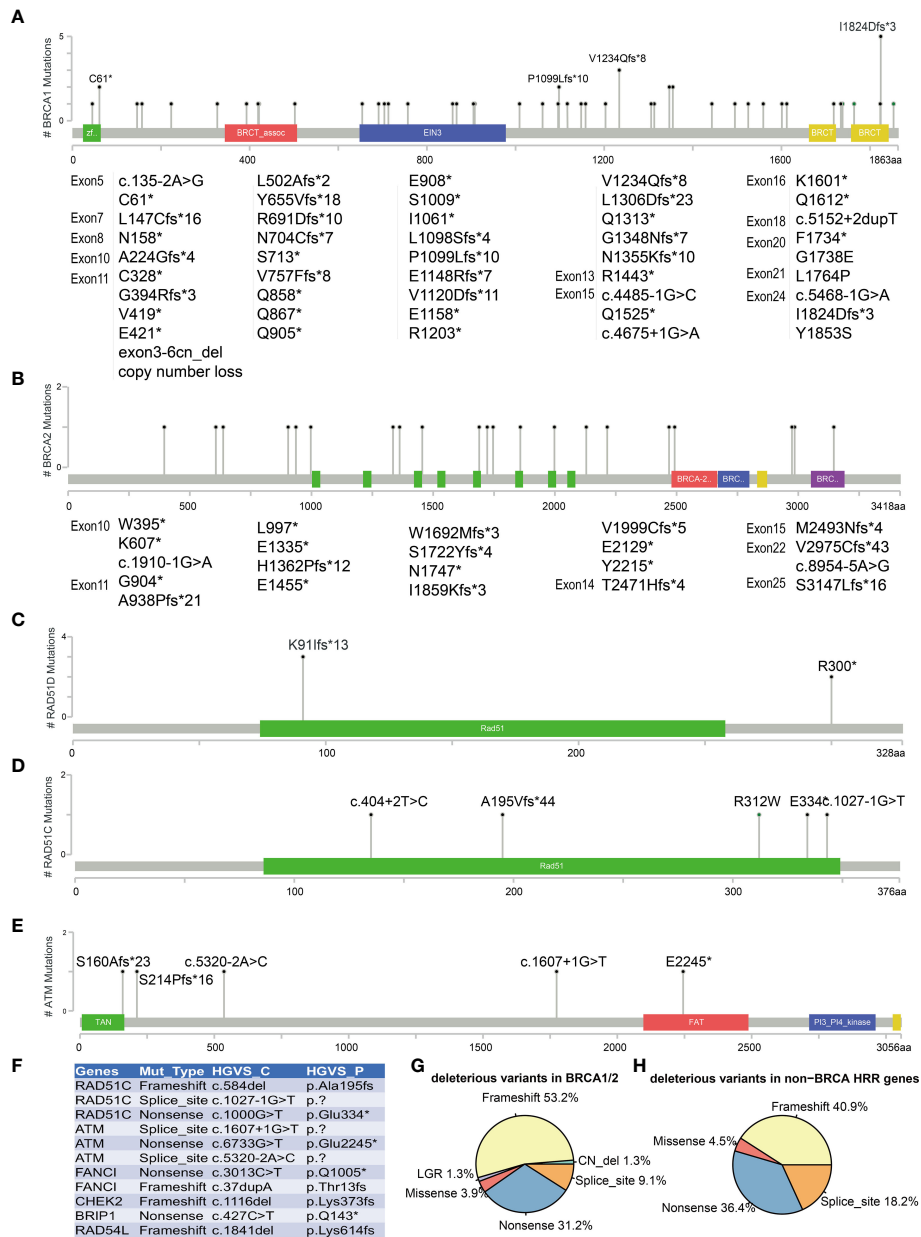 A
# BRCA1 Mutations
5
0
C61*
P1099Lfs*10
V1234Qfs*8
I1824Dfs*3
zf..
BRCT_assoc
EIN3
BRCT
BRCT
0
400
800
1200
1600
1863aa
Exon5 c.135-2A>G
C61*
Exon7 L147Cfs*16
Exon8 N158*
Exon10 A224Gfs*4
Exon11 C328*
G394Rfs*3
V419*
E421*
exon3-6cn_del
copy number loss
L502Afs*2
Y655Vfs*18
R691Dfs*10
N704Cfs*7
S713*
V757Ffs*8
Q858*
Q867*
Q905*
E908*
S1009*
I1061*
L1098Sfs*4
P1099Lfs*10
E1148Rfs*7
V1120Dfs*11
E1158*
R1203*
V1234Qfs*8
L1306Dfs*23
Q1313*
G1348Nfs*7
N1355Kfs*10
Exon13 R1443*
Exon15 c.4485-1G>C
Q1525*
c.4675+1G>A
Exon16 K1601*
Q1612*
Exon18 c.5152+2dupT
Exon20 F1734*
G1738E
Exon21 L1764P
Exon24 c.5468-1G>A
I1824Dfs*3
Y1853S
B
# BRCA2 Mutations
2
0
BRCA-2..
BRC..
BRC..
0
500
1000
1500
2000
2500
3000
3418aa
Exon10 W395*
K607*
c.1910-1G>A
Exon11 G904*
A938Pfs*21
L997*
E1335*
H1362Pfs*12
E1455*
W1692Mfs*3
S1722Yfs*4
N1747*
I1859Kfs*3
V1999Cfs*5
E2129*
Y2215*
Exon14 T2471Hfs*4
Exon15 M2493Nfs*4
Exon22 V2975Cfs*43
c.8954-5A>G
Exon25 S3147Lfs*16
C
# RAD51D Mutations
4
0
K91Ifs*13
R300*
Rad51
0
100
200
328aa
D
# RAD51C Mutations
2
0
c.404+2T>C
A195Vfs*44
R312W
E334*
c.1027-1G>T
Rad51
0
100
200
300
376aa
E
# ATM Mutations
2
0
S160Afs*23
S214Pfs*16
c.5320-2A>C
c.1607+1G>T
E2245*
TAN
FAT
PI3_PI4_kinase
0
500
1000
1500
2000
2500
3056aa
F
Genes Mut_Type HGVS_C HGVS_P
RAD51C Frameshift c.584del p.Ala195fs
RAD51C Splice_site c.1027-1G>T p.?
RAD51C Nonsense c.1000G>T p.Glu334*
ATM Splice_site c.1607+1G>T p.?
ATM Nonsense c.6733G>T p.Glu2245*
ATM Splice_site c.5320-2A>C p.?
FANCI Nonsense c.3013C>T p.Q1005*
FANCI Frameshift c.37dupA p.Thr13fs
CHEK2 Frameshift c.1116del p.Lys373fs
BRIP1 Nonsense c.427C>T p.Q143*
RAD54L Frameshift c.1841del p.Lys614fs
G
deleterious variants in BRCA1/2
Frameshift 53.2%
CN_del 1.3%
Splice_site 9.1%
Nonsense 31.2%
Missense 3.9%
LGR 1.3%
H
deleterious variants in non−BRCA HRR genes
Frameshift 40.9%
Missense 4.5%
Nonsense 36.4%
Splice_site 18.2%